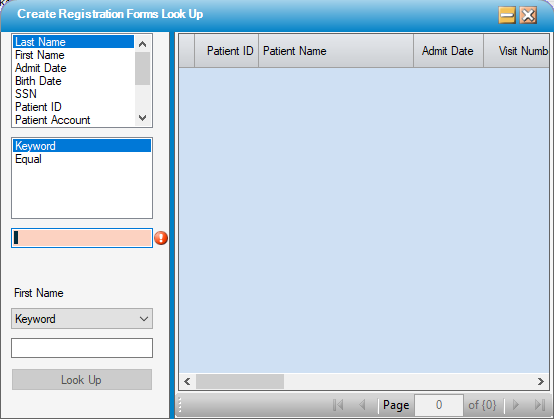 Create Registration Forms Look Up
Last Name
First Name
Admit Date
Birth Date
SSN
Patient ID
Patient Account
Keyword
Equal
First Name
Keyword
Look Up
Patient ID Patient Name Admit Date Visit Numb
Page 0 of {0}